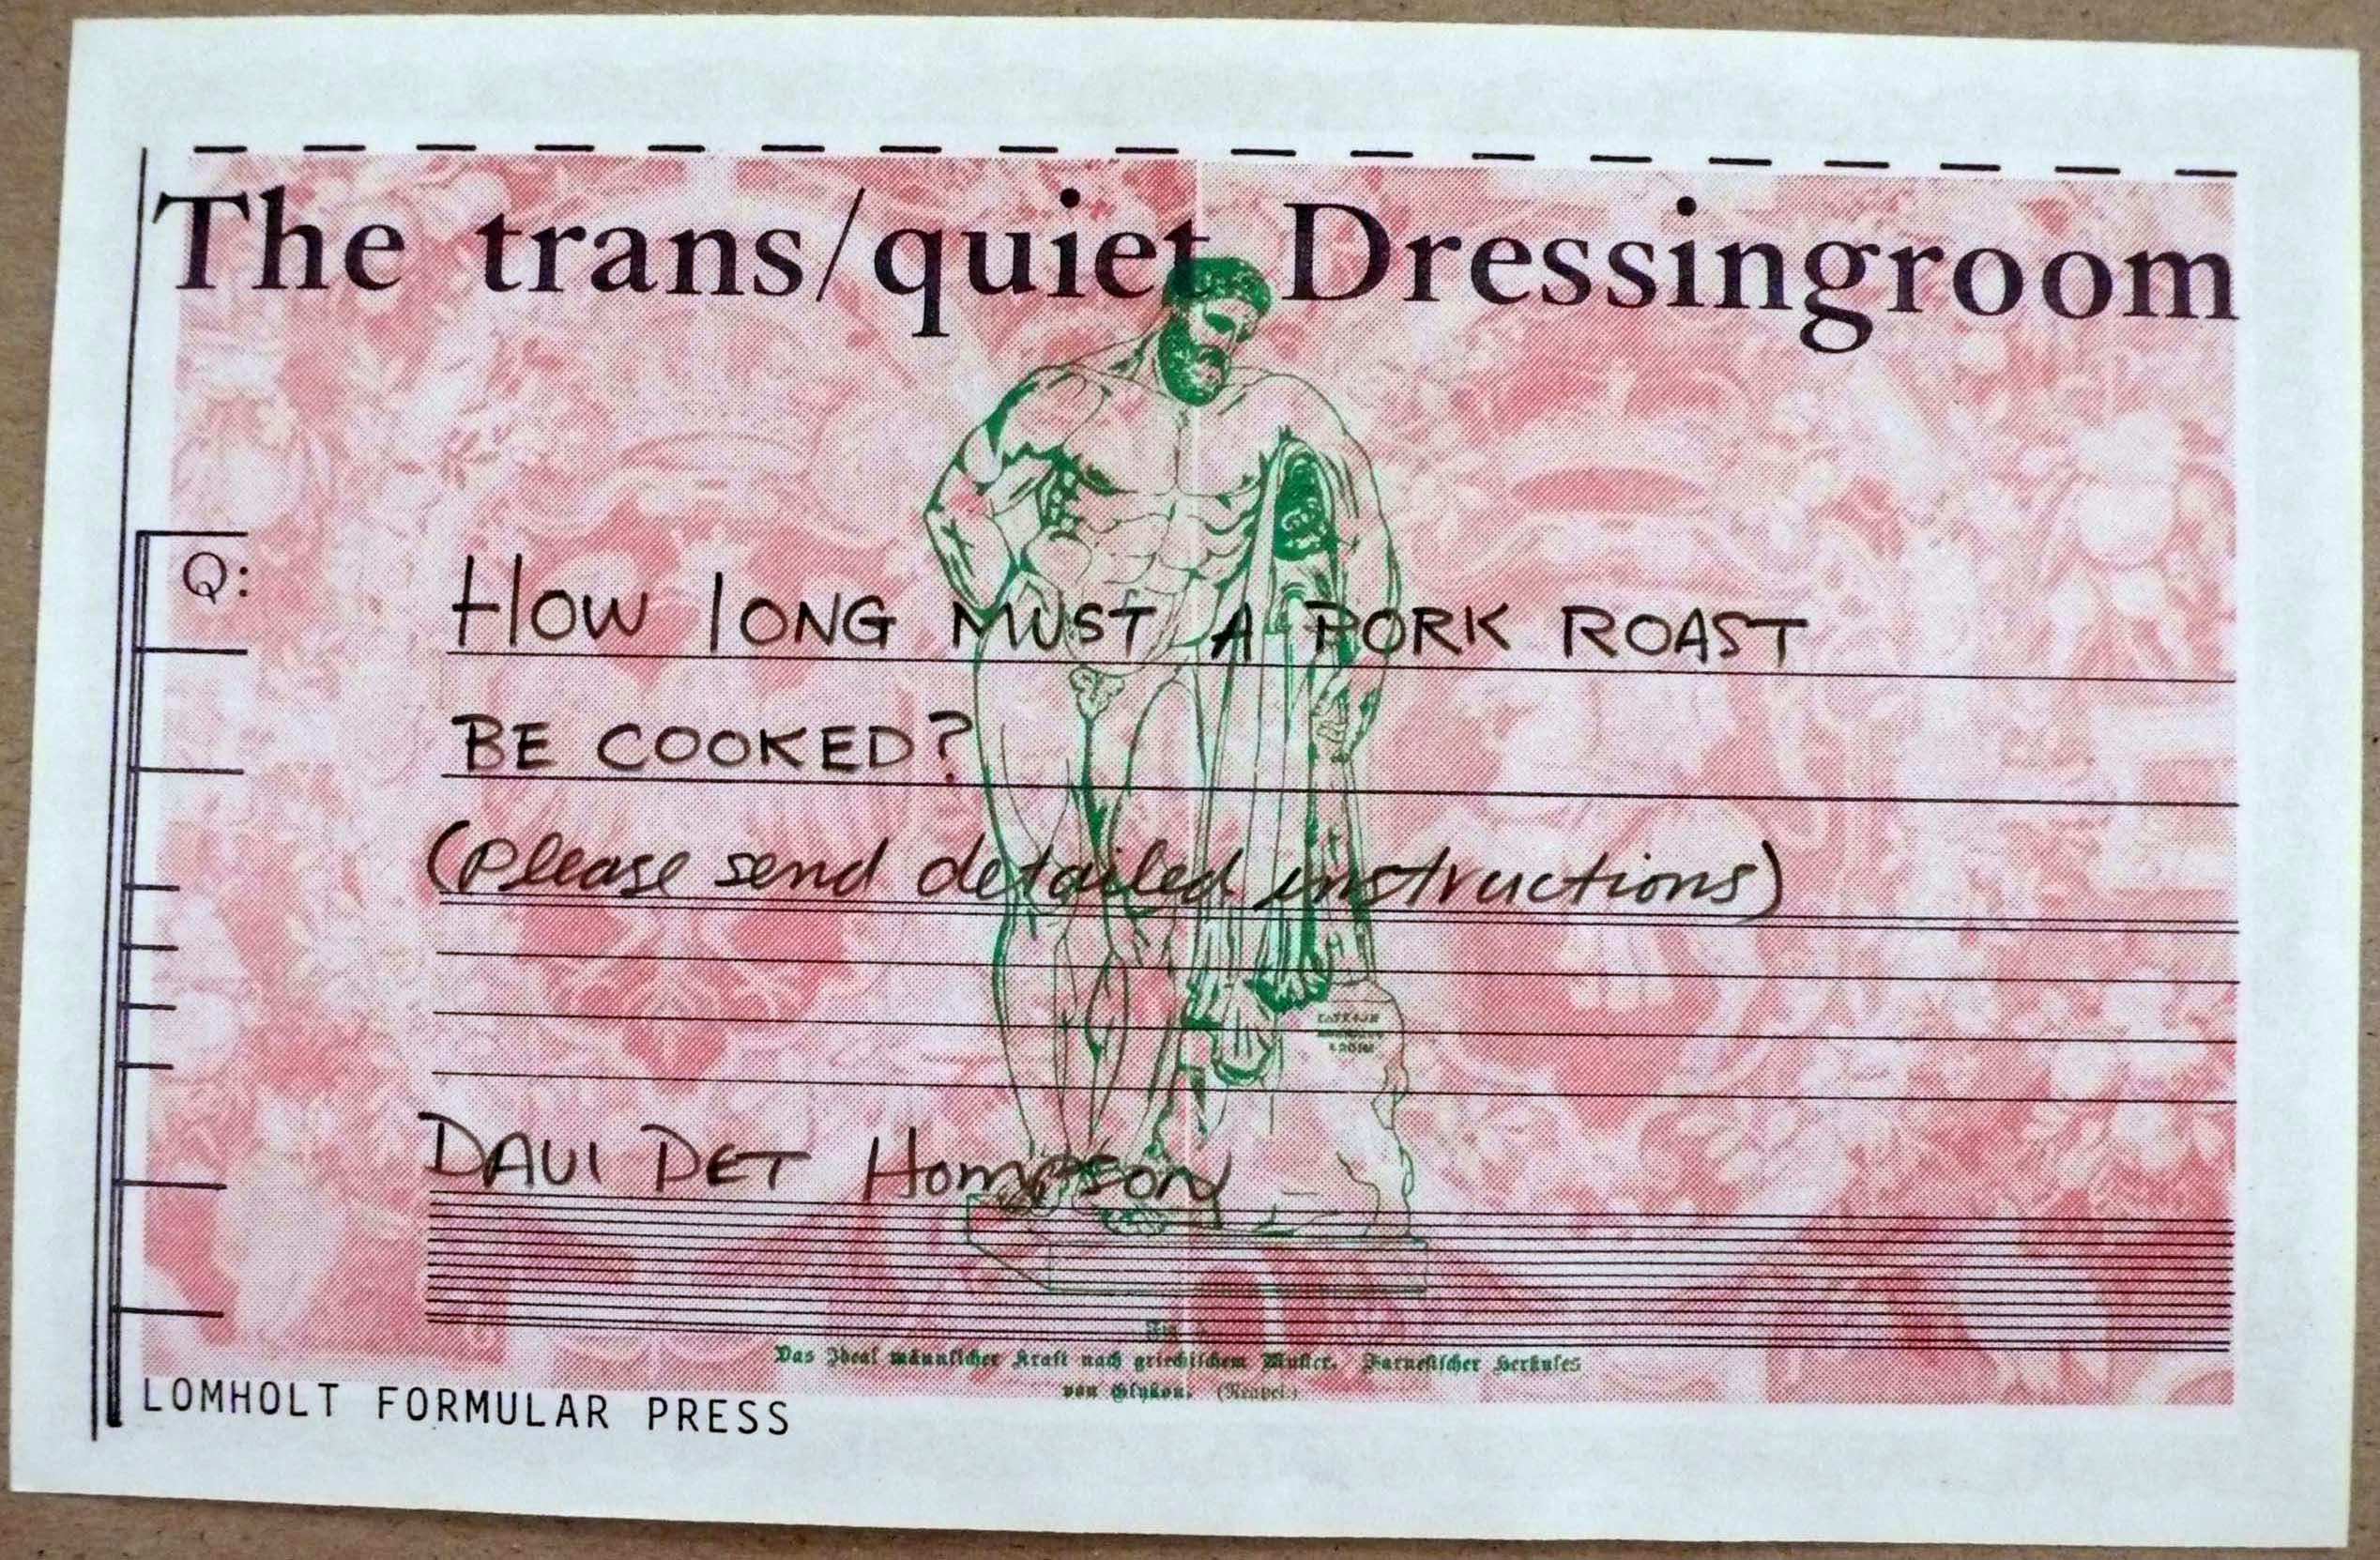 The trans/quiet Dressingroom
Q:
HOW LONG MUST A PORK ROAST
BE COOKED?
(please send detailed instructions)
DAVI DET HOMPSON
Das Ideal männlicher Kraft nach griechischem Muster. Farnesischer Herkules
von Glykon. (Neapel.)
LOMHOLT FORMULAR PRESS